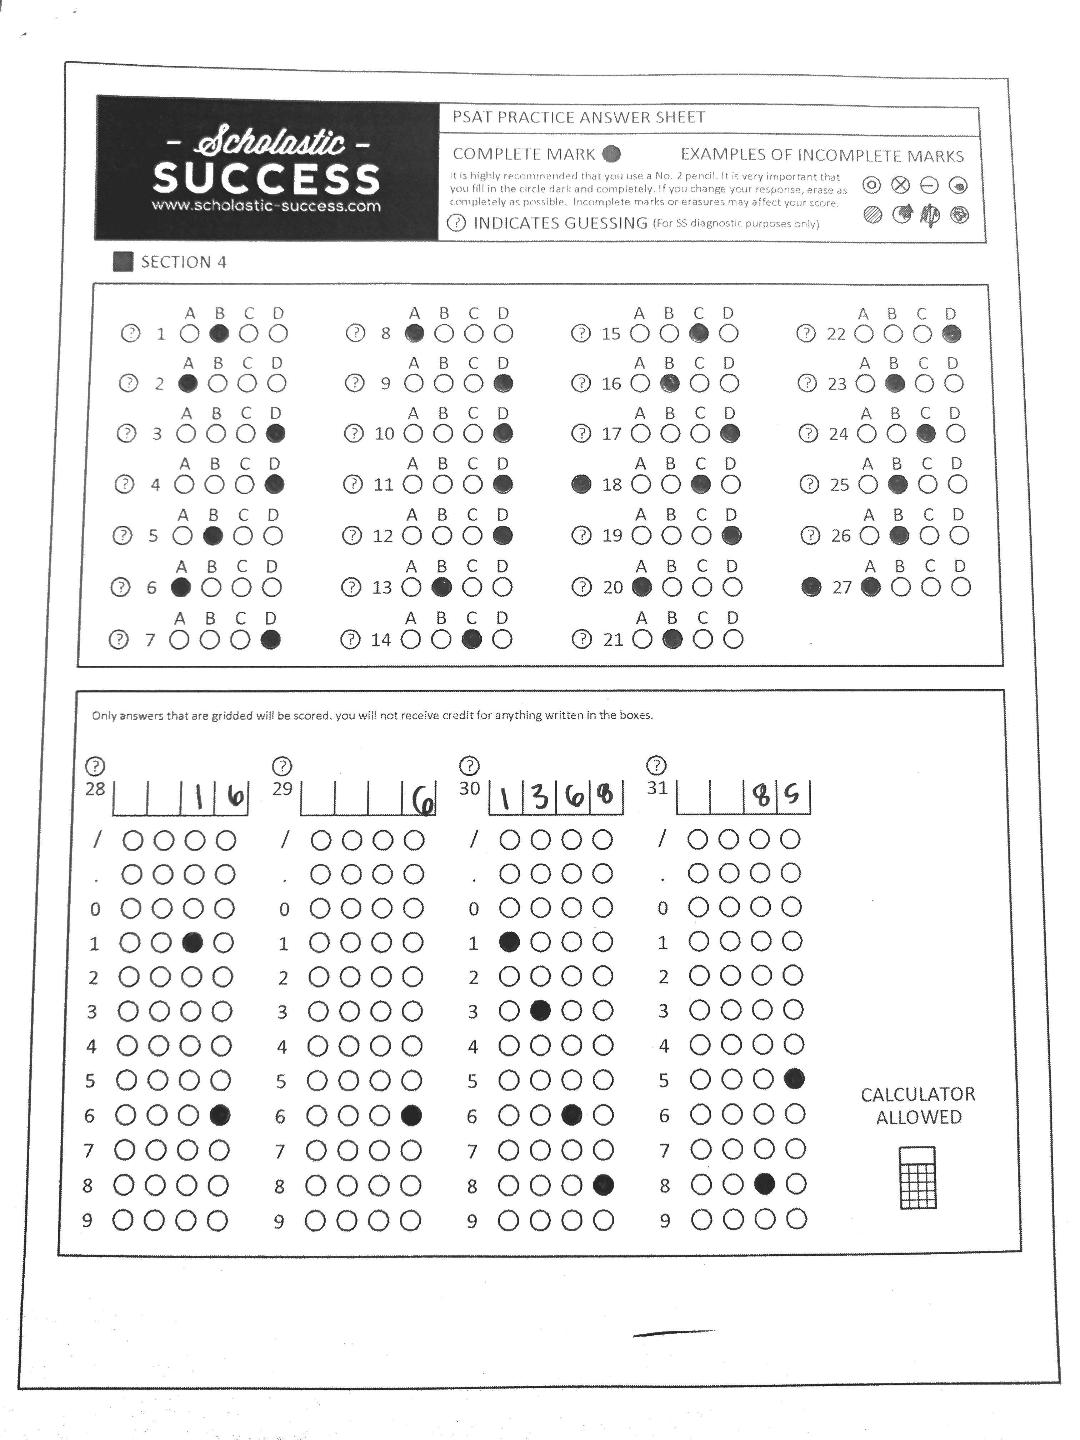 - Scholastic -
SUCCESS
www.scholastic-success.com
PSAT PRACTICE ANSWER SHEET
COMPLETE MARK EXAMPLES OF INCOMPLETE MARKS
It is highly recommended that you use a No. 2 pencil. It is very important that
you fill in the circle dark and completely. If you change your response, erase as
completely as possible. Incomplete marks or erasures may affect your score.
? INDICATES GUESSING (For SS diagnostic purposes only)
SECTION 4
A B C D A B C D A B C D A B C D
? 1 ? 8 ? 15 ? 22
A B C D A B C D A B C D A B C D
? 2 ? 9 ? 16 ? 23
A B C D A B C D A B C D A B C D
? 3 ? 10 ? 17 ? 24
A B C D A B C D A B C D A B C D
? 4 ? 11 18 ? 25
A B C D A B C D A B C D A B C D
? 5 ? 12 ? 19 ? 26
A B C D A B C D A B C D A B C D
? 6 ? 13 ? 20 27
A B C D A B C D A B C D
? 7 ? 14 ? 21
Only answers that are gridded will be scored. you will not receive credit for anything written in the boxes.
? ? ? ?
28 1 6 29 6 30 1 3 6 8 31 8 5
/ / / /
. . . .
0 0 0 0
1 1 1 1
2 2 2 2
3 3 3 3
4 4 4 4
5 5 5 5
6 6 6 6
7 7 7 7
8 8 8 8
9 9 9 9
CALCULATOR
ALLOWED